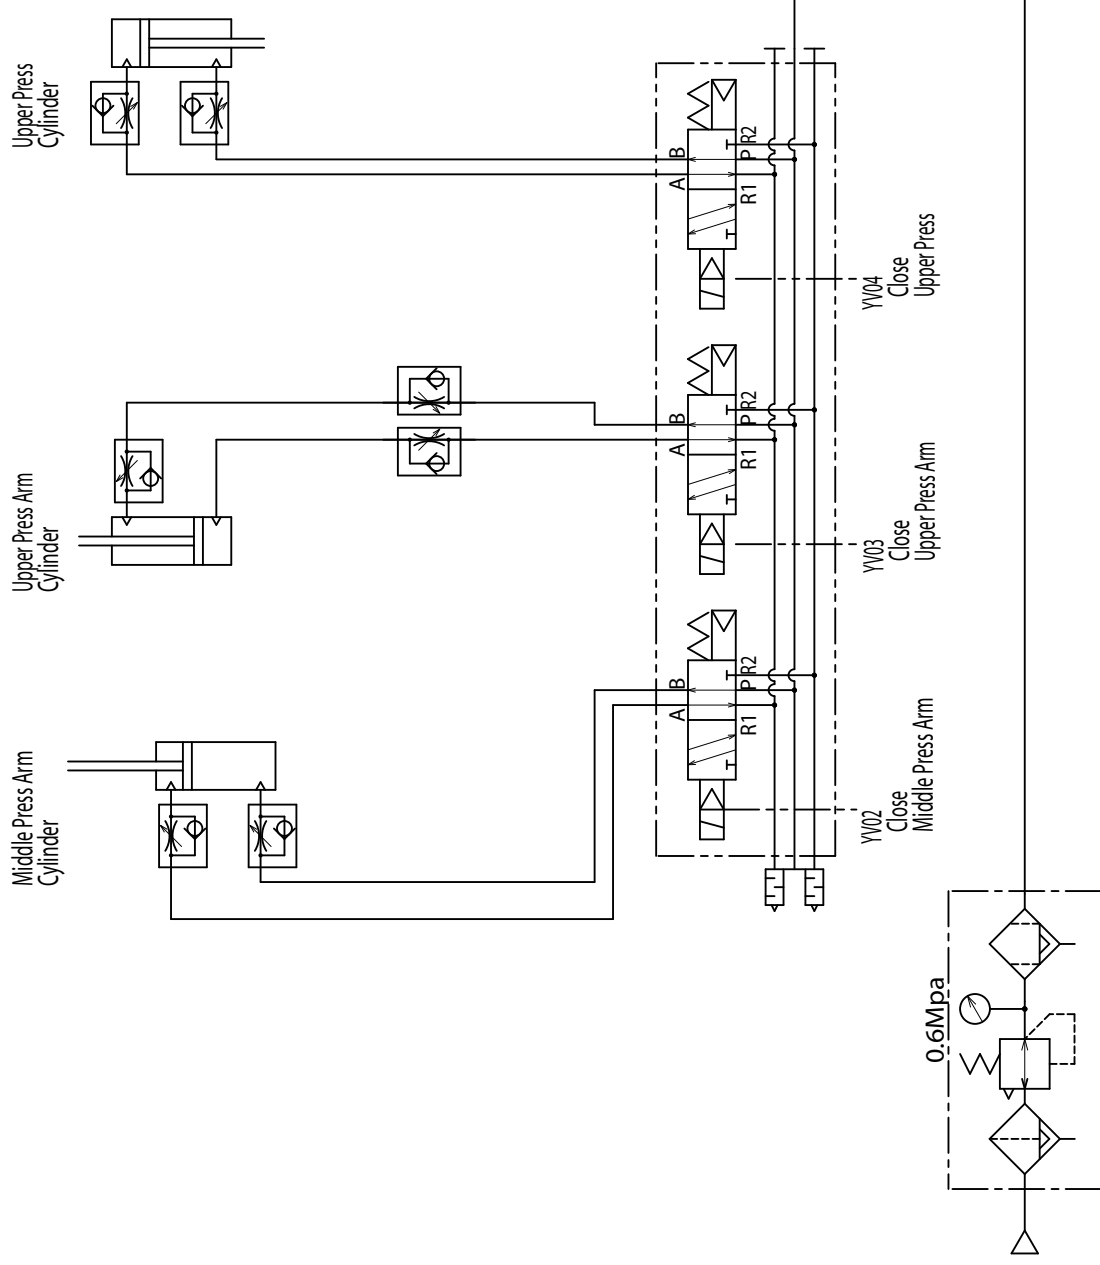 Middle Press Arm
Cylinder
Upper Press Arm
Cylinder
Upper Press
Cylinder
A
B
R1
P
R2
A
B
R1
P
R2
A
B
R1
P
R2
YV02
Close
Middle Press Arm
YV03
Close
Upper Press Arm
YV04
Close
Upper Press
0.6Mpa